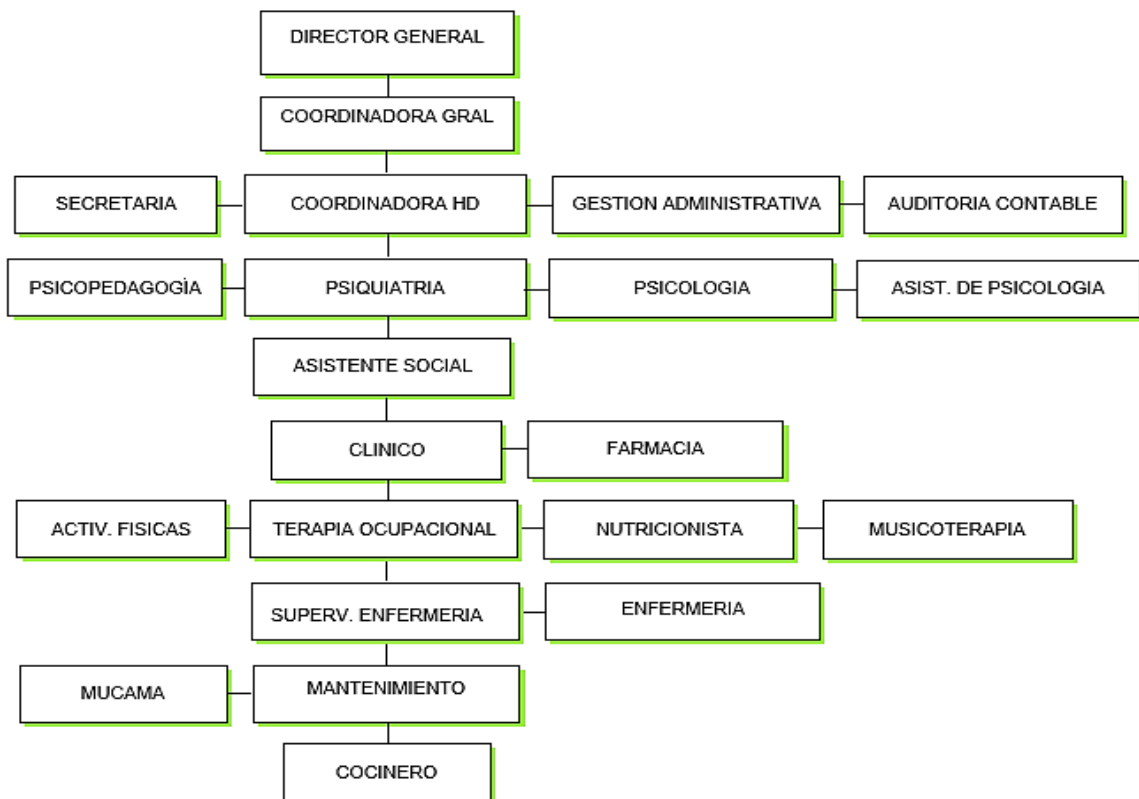 DIRECTOR GENERAL
COORDINADORA GRAL
SECRETARIA
COORDINADORA HD
GESTION ADMINISTRATIVA
AUDITORIA CONTABLE
PSICOPEDAGOGÌA
PSIQUIATRIA
PSICOLOGIA
ASIST. DE PSICOLOGIA
ASISTENTE SOCIAL
CLINICO
FARMACIA
ACTIV. FISICAS
TERAPIA OCUPACIONAL
NUTRICIONISTA
MUSICOTERAPIA
SUPERV. ENFERMERIA
ENFERMERIA
MUCAMA
MANTENIMIENTO
COCINERO